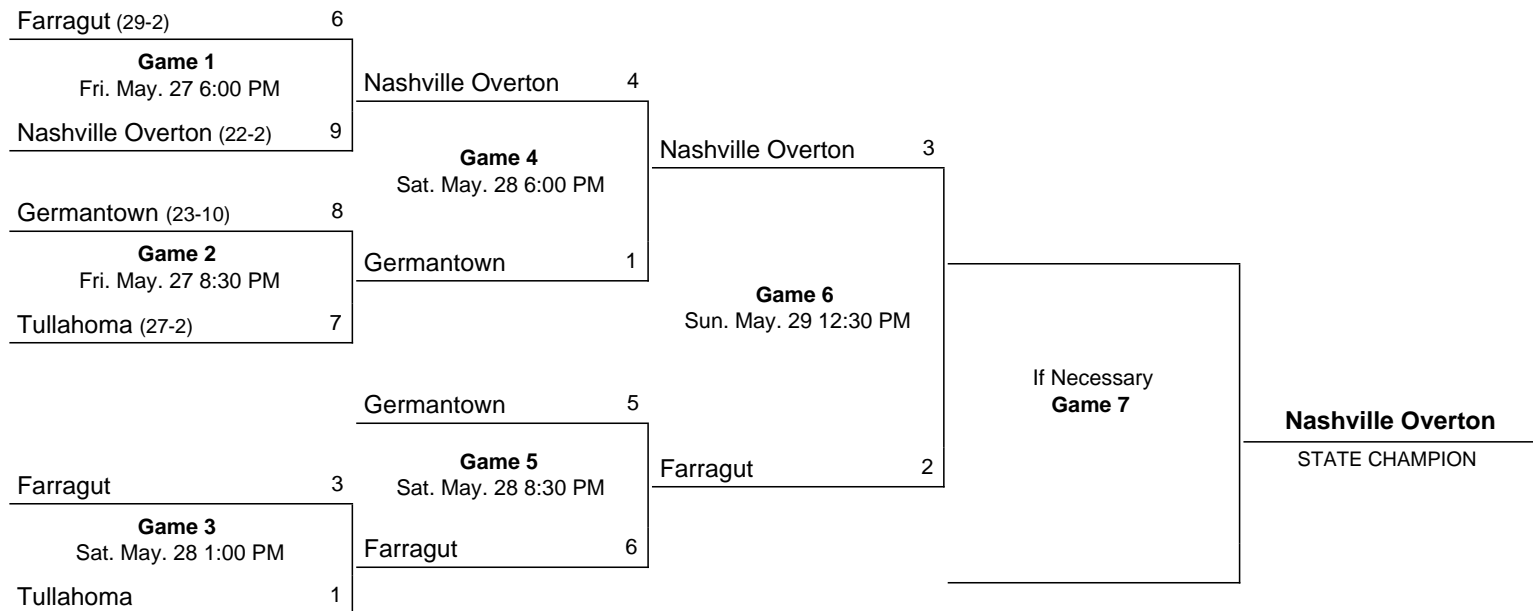 Farragut (29-2) 6
Game 1
Fri. May. 27 6:00 PM
Nashville Overton (22-2) 9
Germantown (23-10) 8
Game 2
Fri. May. 27 8:30 PM
Tullahoma (27-2) 7
Farragut 3
Game 3
Sat. May. 28 1:00 PM
Tullahoma 1
Nashville Overton 4
Game 4
Sat. May. 28 6:00 PM
Germantown 1
Germantown 5
Game 5
Sat. May. 28 8:30 PM
Farragut 6
Nashville Overton 3
Game 6
Sun. May. 29 12:30 PM
Farragut 2
If Necessary
Game 7
Nashville Overton
STATE CHAMPION